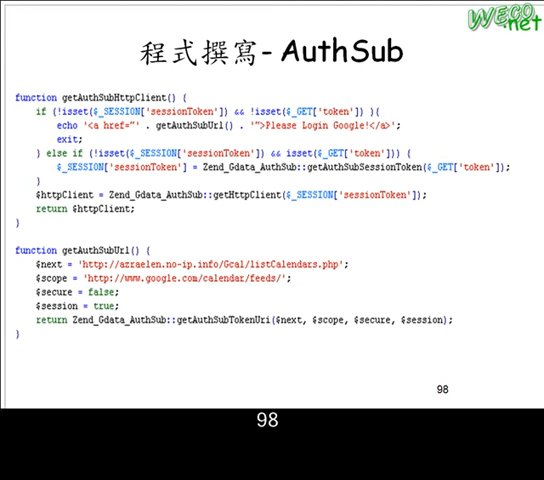 WECO.net
程式撰寫- AuthSub
function getAuthSubHttpClient() {
if (!isset($_SESSION['sessionToken']) && !isset($_GET['token']) ){
echo '<a href="' . getAuthSubUrl() . '">Please Login Google!</a>';
exit;
} else if (!isset($_SESSION['sessionToken']) && isset($_GET['token'])) {
$_SESSION['sessionToken'] = Zend_Gdata_AuthSub::getAuthSubSessionToken($_GET['token']);
}
$httpClient = Zend_Gdata_AuthSub::getHttpClient($_SESSION['sessionToken']);
return $httpClient;
}
function getAuthSubUrl() {
$next = 'http://azraelen.no-ip.info/Gcal/listCalendars.php';
$scope = 'http://www.google.com/calendar/feeds/';
$secure = false;
$session = true;
return Zend_Gdata_AuthSub::getAuthSubTokenUri($next, $scope, $secure, $session);
}
98
98